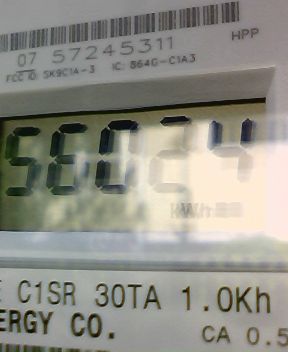 HPP
07 57245311
FCC ID: SK9C1A-3 IC: 864G-C1A3
56024
kWh
C1SR 30TA 1.0Kh
ERGY CO.
CA 0.5